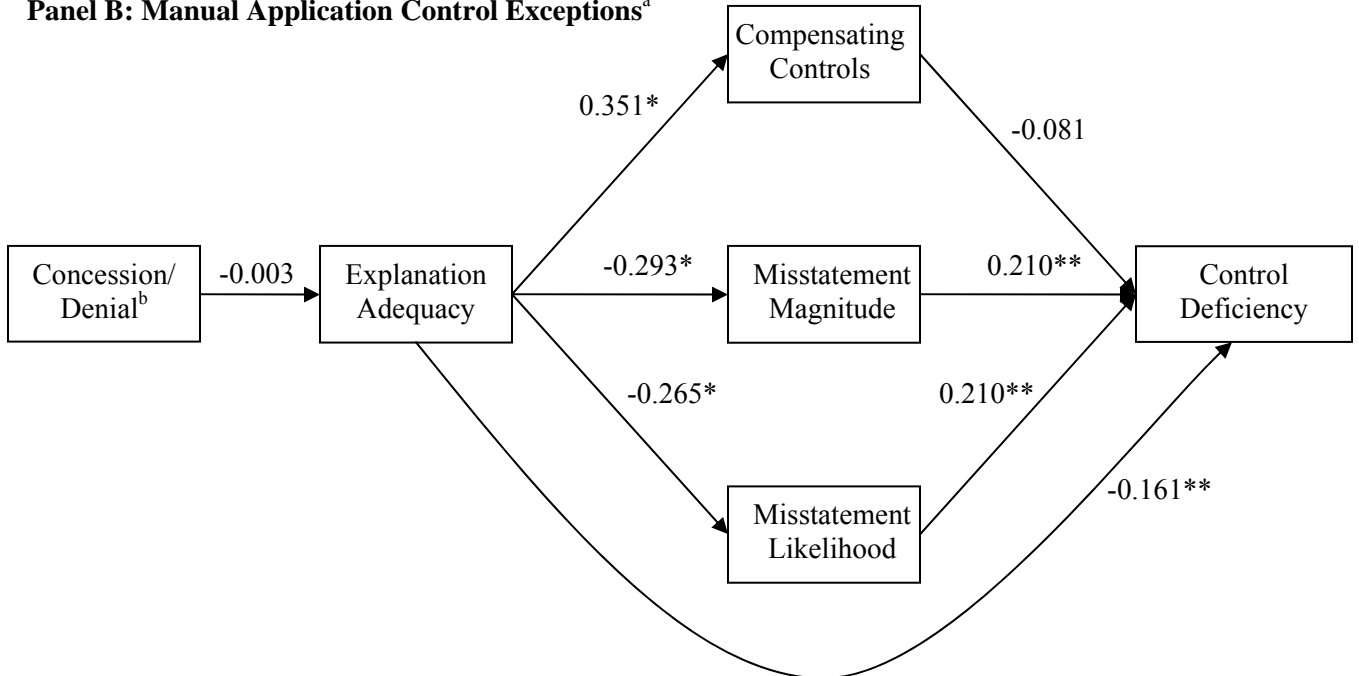 Panel B: Manual Application Control Exceptionsᵃ
Compensating
Controls
0.351*
-0.081
Concession/
Denialᵇ
-0.003
Explanation
Adequacy
-0.293*
Misstatement
Magnitude
0.210**
Control
Deficiency
-0.265*
0.210**
Misstatement
Likelihood
-0.161**